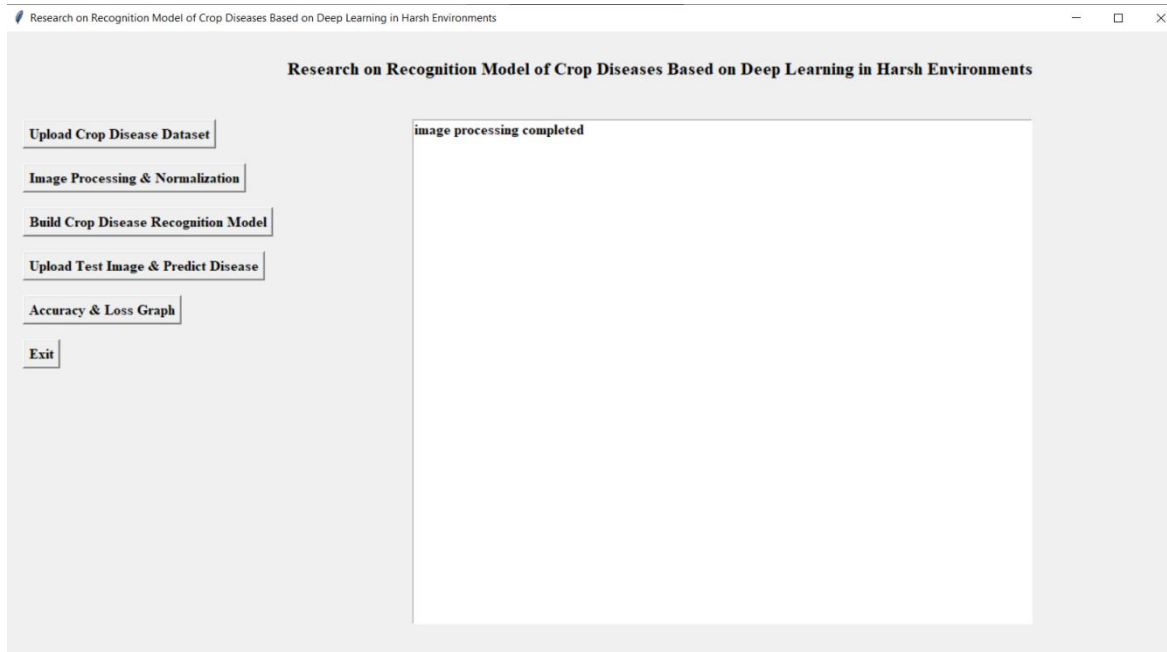 Research on Recognition Model of Crop Diseases Based on Deep Learning in Harsh Environments
Research on Recognition Model of Crop Diseases Based on Deep Learning in Harsh Environments
Upload Crop Disease Dataset
image processing completed
Image Processing & Normalization
Build Crop Disease Recognition Model
Upload Test Image & Predict Disease
Accuracy & Loss Graph
Exit